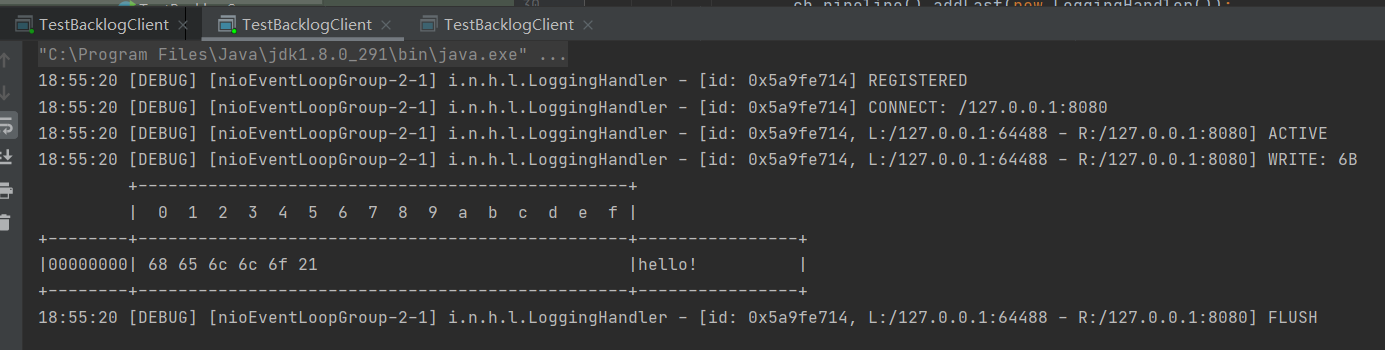 30
ch.pipeline().addLast(new LoggingHandler());
TestBacklogClient × TestBacklogClient × TestBacklogClient ×
"C:\Program Files\Java\jdk1.8.0_291\bin\java.exe" ...
18:55:20 [DEBUG] [nioEventLoopGroup-2-1] i.n.h.l.LoggingHandler - [id: 0x5a9fe714] REGISTERED
18:55:20 [DEBUG] [nioEventLoopGroup-2-1] i.n.h.l.LoggingHandler - [id: 0x5a9fe714] CONNECT: /127.0.0.1:8080
18:55:20 [DEBUG] [nioEventLoopGroup-2-1] i.n.h.l.LoggingHandler - [id: 0x5a9fe714, L:/127.0.0.1:64488 - R:/127.0.0.1:8080] ACTIVE
18:55:20 [DEBUG] [nioEventLoopGroup-2-1] i.n.h.l.LoggingHandler - [id: 0x5a9fe714, L:/127.0.0.1:64488 - R:/127.0.0.1:8080] WRITE: 6B
         +-------------------------------------------------+
         |  0  1  2  3  4  5  6  7  8  9  a  b  c  d  e  f |
+--------+-------------------------------------------------+----------------+
|00000000| 68 65 6c 6c 6f 21                               |hello!          |
+--------+-------------------------------------------------+----------------+
18:55:20 [DEBUG] [nioEventLoopGroup-2-1] i.n.h.l.LoggingHandler - [id: 0x5a9fe714, L:/127.0.0.1:64488 - R:/127.0.0.1:8080] FLUSH